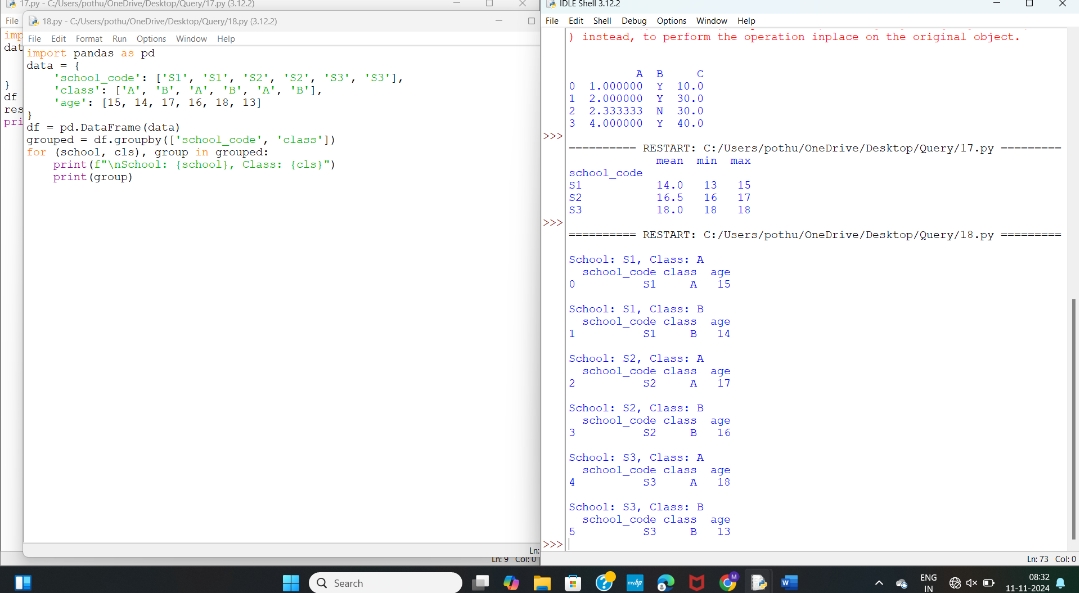 17.py - C:/Users/pothu/OneDrive/Desktop/Query/17.py (3.12.2)
File
imp
dat
}
df
res
pri
18.py - C:/Users/pothu/OneDrive/Desktop/Query/18.py (3.12.2)
File Edit Format Run Options Window Help
import pandas as pd
data = {
'school_code': ['S1', 'S1', 'S2', 'S2', 'S3', 'S3'],
'class': ['A', 'B', 'A', 'B', 'A', 'B'],
'age': [15, 14, 17, 16, 18, 13]
}
df = pd.DataFrame(data)
grouped = df.groupby(['school_code', 'class'])
for (school, cls), group in grouped:
print(f"\nSchool: {school}, Class: {cls}")
print(group)
Ln:
Ln: 9 Col: 0
IDLE Shell 3.12.2
File Edit Shell Debug Options Window Help
) instead, to perform the operation inplace on the original object.
A B C
0 1.000000 Y 10.0
1 2.000000 Y 30.0
2 2.333333 N 30.0
3 4.000000 Y 40.0
>>>
========== RESTART: C:/Users/pothu/OneDrive/Desktop/Query/17.py =========
mean min max
school_code
S1 14.0 13 15
S2 16.5 16 17
S3 18.0 18 18
>>>
========== RESTART: C:/Users/pothu/OneDrive/Desktop/Query/18.py =========
School: S1, Class: A
school_code class age
0 S1 A 15
School: S1, Class: B
school_code class age
1 S1 B 14
School: S2, Class: A
school_code class age
2 S2 A 17
School: S2, Class: B
school_code class age
3 S2 B 16
School: S3, Class: A
school_code class age
4 S3 A 18
School: S3, Class: B
school_code class age
5 S3 B 13
>>>
Ln: 73 Col: 0
Search
ENG
IN
08:32
11-11-2024